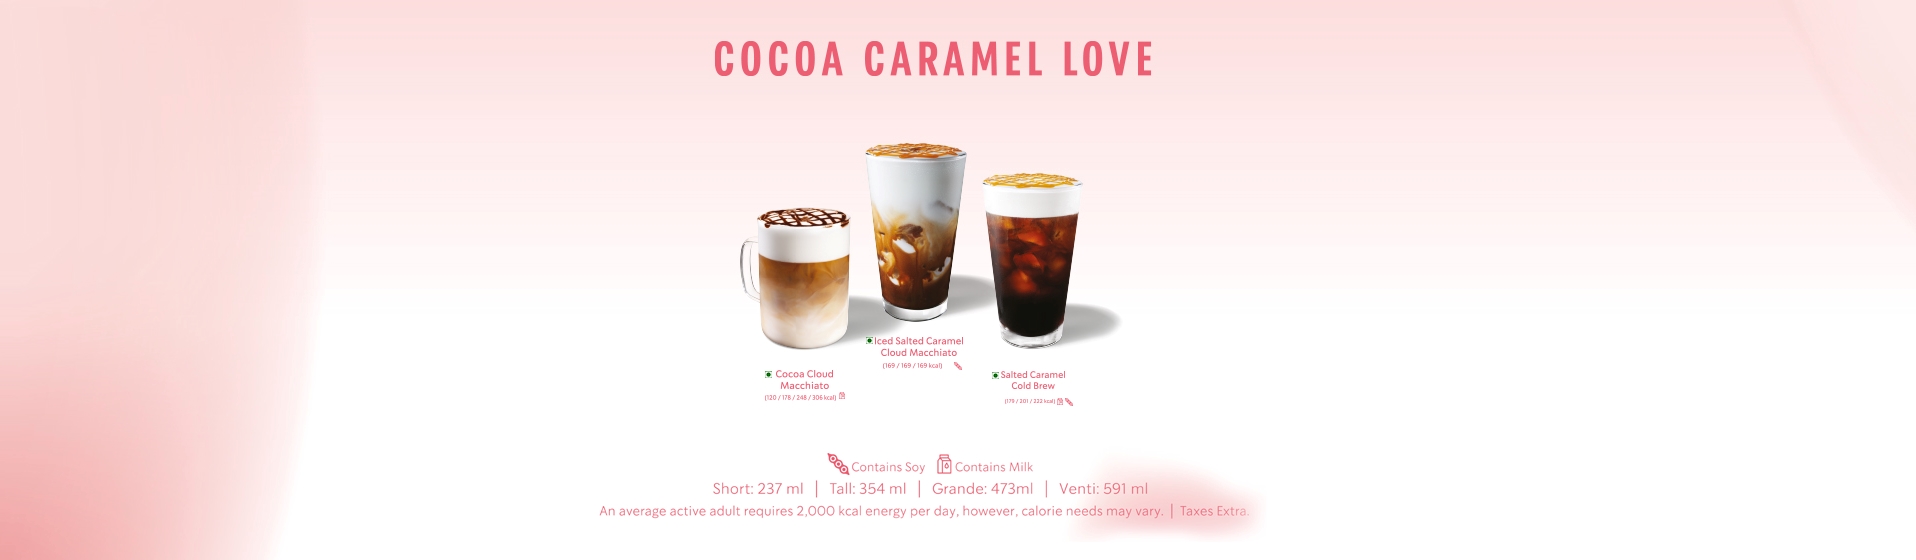 COCOA CARAMEL LOVE
Iced Salted Caramel
Cloud Macchiato
(169 / 169 / 169 kcal)
Cocoa Cloud
Macchiato
(120 / 178 / 248 / 306 kcal)
Salted Caramel
Cold Brew
(179 / 201 / 222 kcal)
Contains Soy Contains Milk
Short: 237 ml | Tall: 354 ml | Grande: 473ml | Venti: 591 ml
An average active adult requires 2,000 kcal energy per day, however, calorie needs may vary. | Taxes Extra.